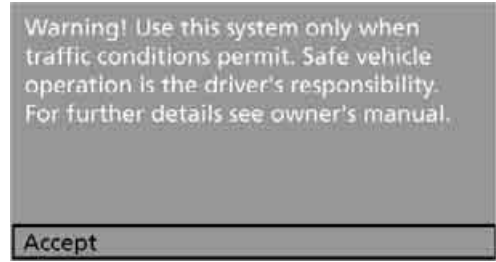 Warning! Use this system only when
traffic conditions permit. Safe vehicle
operation is the driver's responsibility.
For further details see owner's manual.
Accept